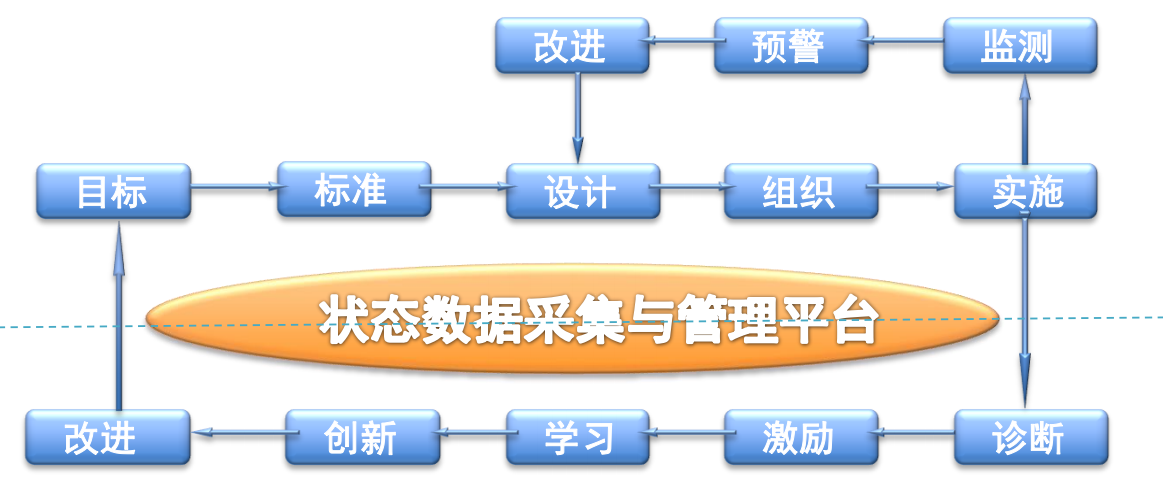 改进 预警 监测
目标 标准 设计 组织 实施
状态数据采集与管理平台
改进 创新 学习 激励 诊断